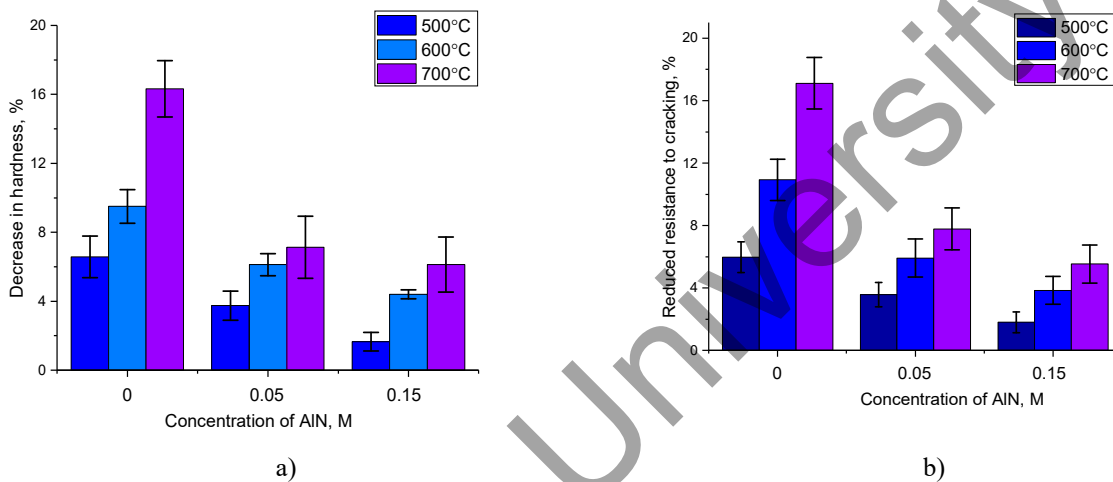 20
16
12
8
4
0
Decrease in hardness, %
500°C
600°C
700°C
0
0.05
0.15
Concentration of AlN, M
a)
20
16
12
8
4
0
Reduced resistance to cracking, %
500°C
600°C
700°C
0
0.05
0.15
Concentration of AlN, M
b)
University